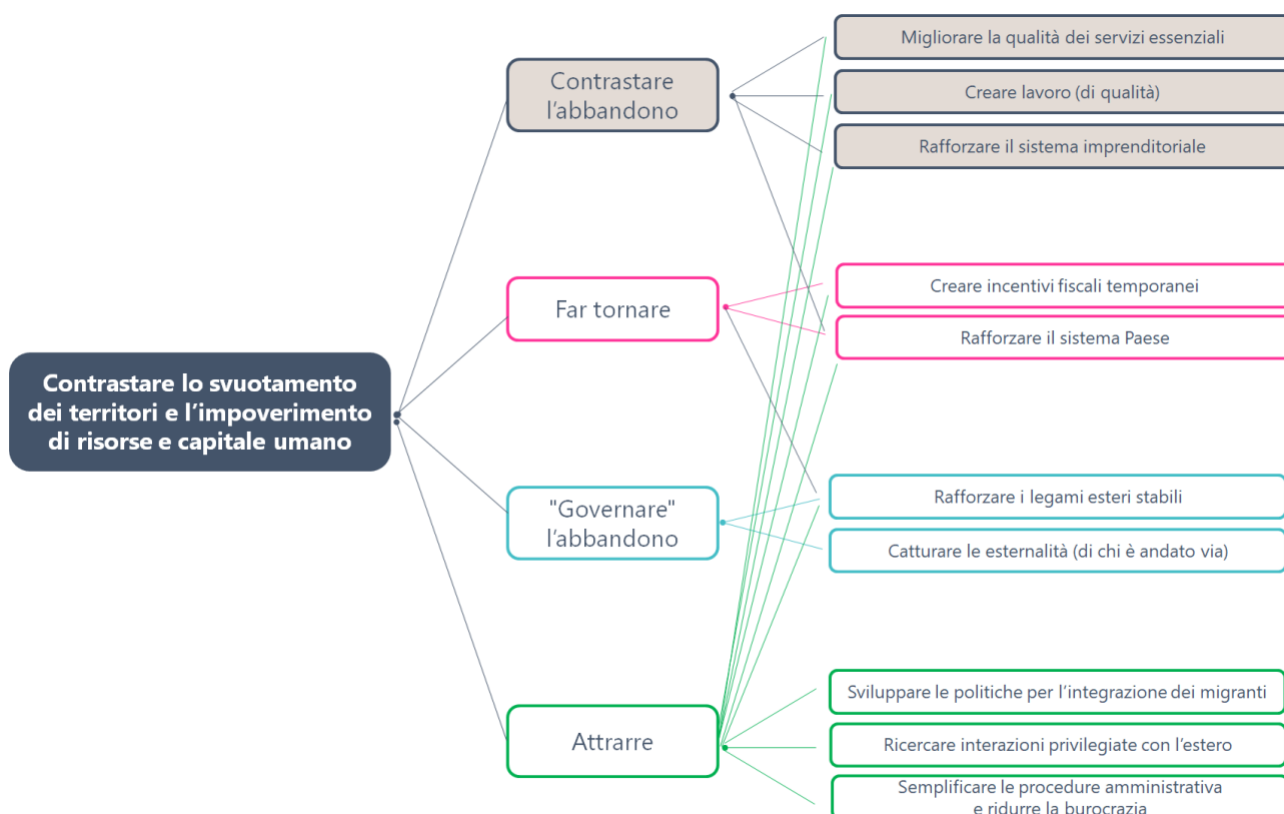 Contrastare lo svuotamento
dei territori e l'impoverimento
di risorse e capitale umano
Contrastare
l'abbandono
Migliorare la qualità dei servizi essenziali
Creare lavoro (di qualità)
Rafforzare il sistema imprenditoriale
Far tornare
Creare incentivi fiscali temporanei
Rafforzare il sistema Paese
"Governare"
l'abbandono
Rafforzare i legami esteri stabili
Catturare le esternalità (di chi è andato via)
Attrarre
Sviluppare le politiche per l'integrazione dei migranti
Ricercare interazioni privilegiate con l'estero
Semplificare le procedure amministrativa
e ridurre la burocrazia